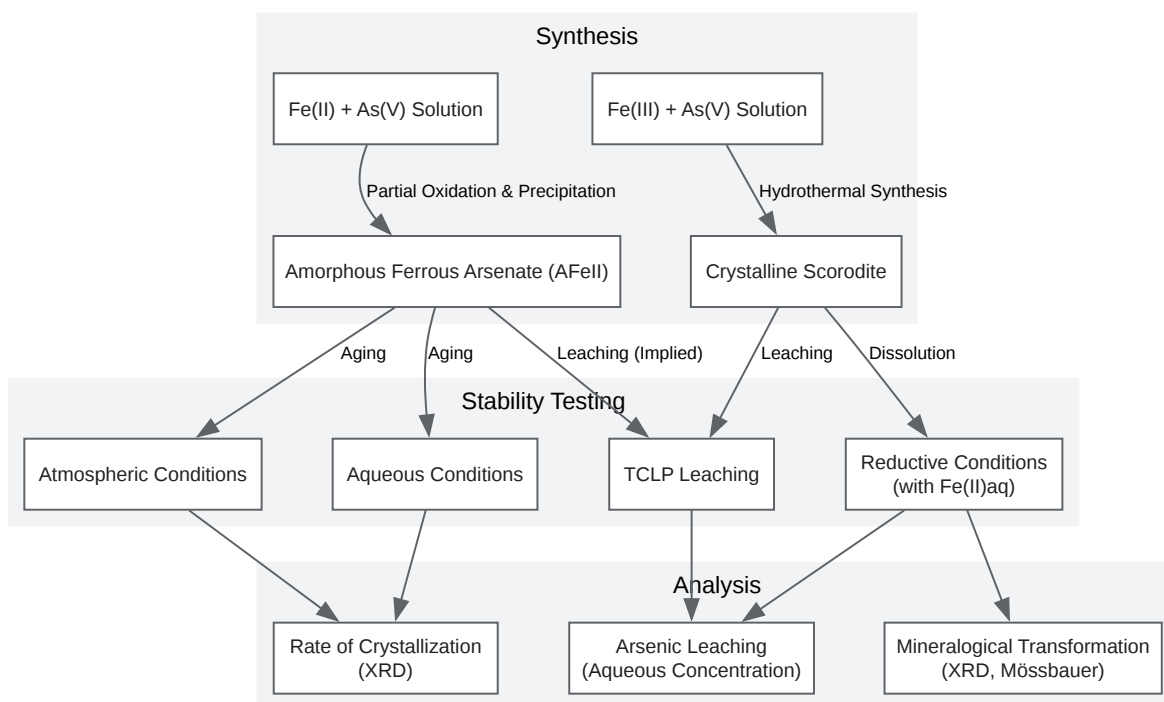 Synthesis
Fe(II) + As(V) Solution
Fe(III) + As(V) Solution
Partial Oxidation & Precipitation
Hydrothermal Synthesis
Amorphous Ferrous Arsenate (AFeII)
Crystalline Scorodite
Aging
Aging
Leaching (Implied)
Leaching
Dissolution
Stability Testing
Atmospheric Conditions
Aqueous Conditions
TCLP Leaching
Reductive Conditions
(with Fe(II)aq)
Analysis
Rate of Crystallization
(XRD)
Arsenic Leaching
(Aqueous Concentration)
Mineralogical Transformation
(XRD, Mössbauer)